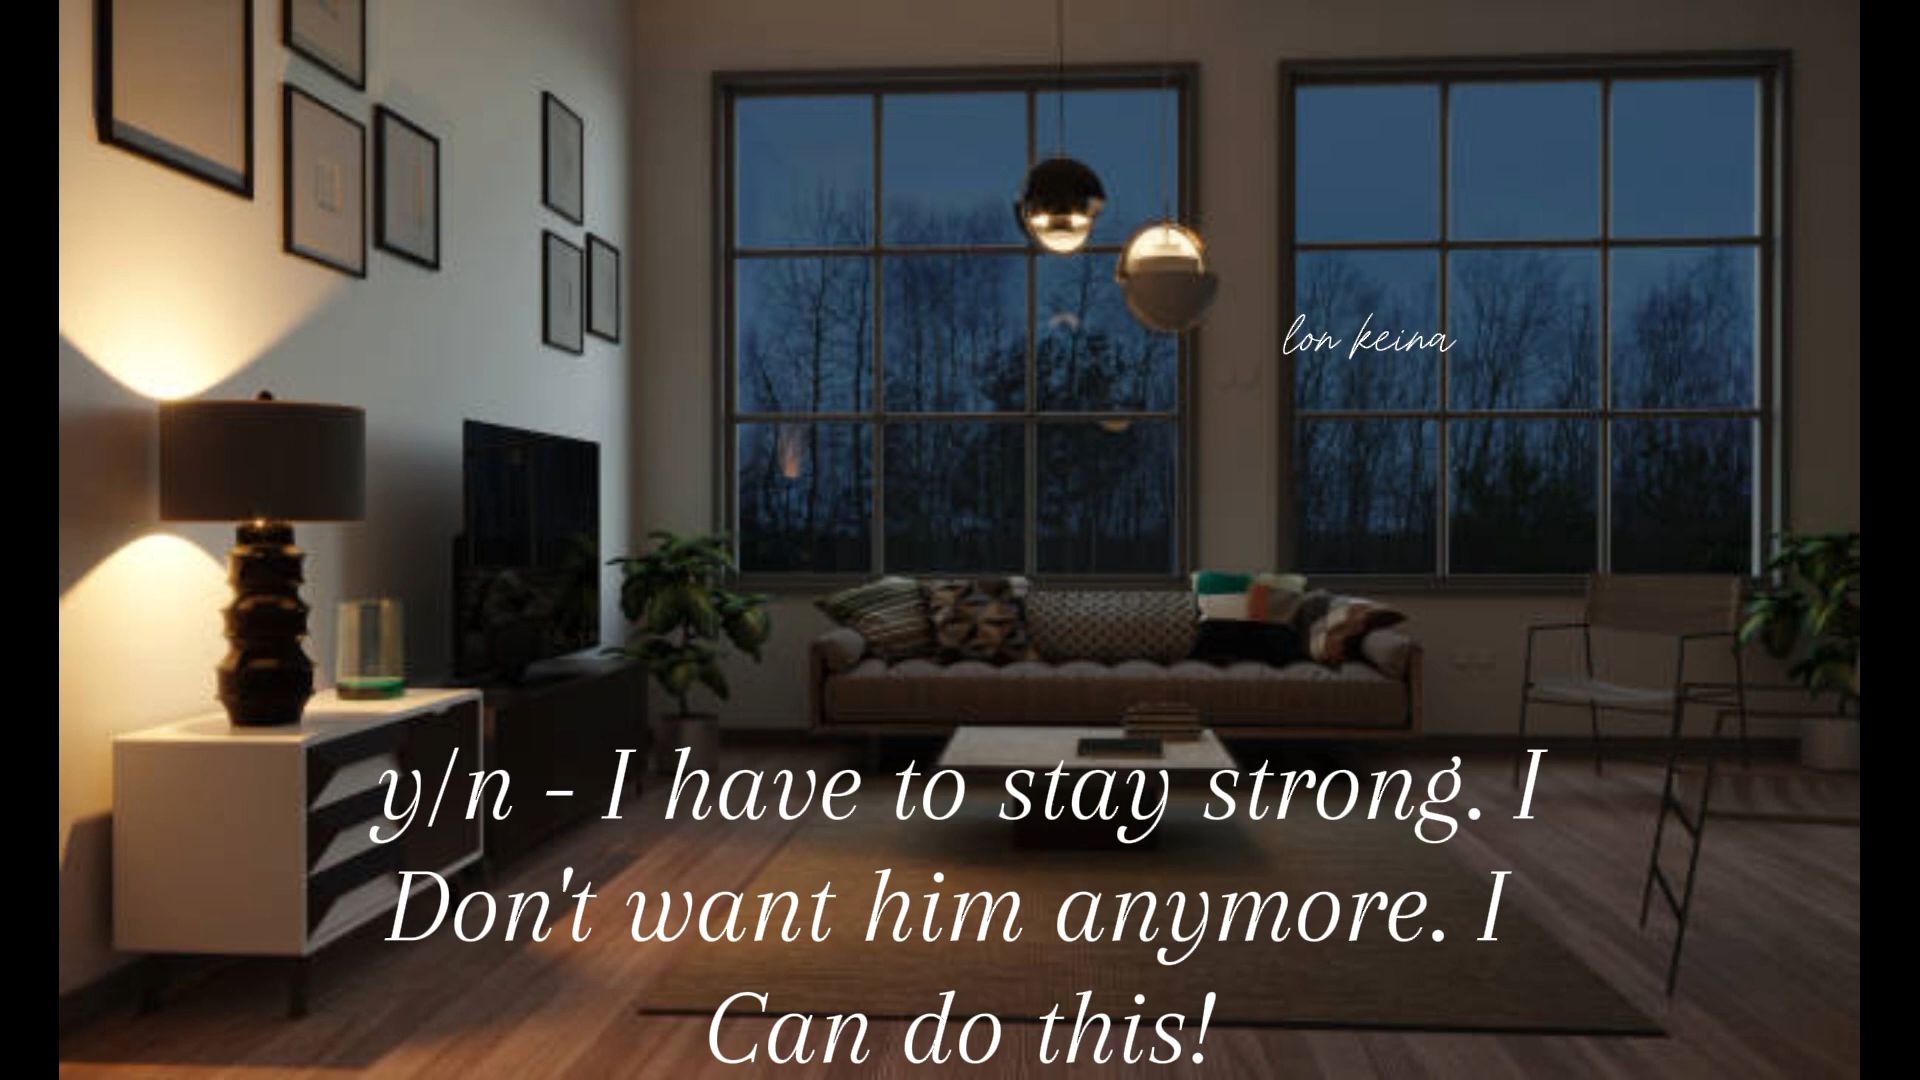 lon keina
y/n - I have to stay strong. I
Don't want him anymore. I
Can do this!